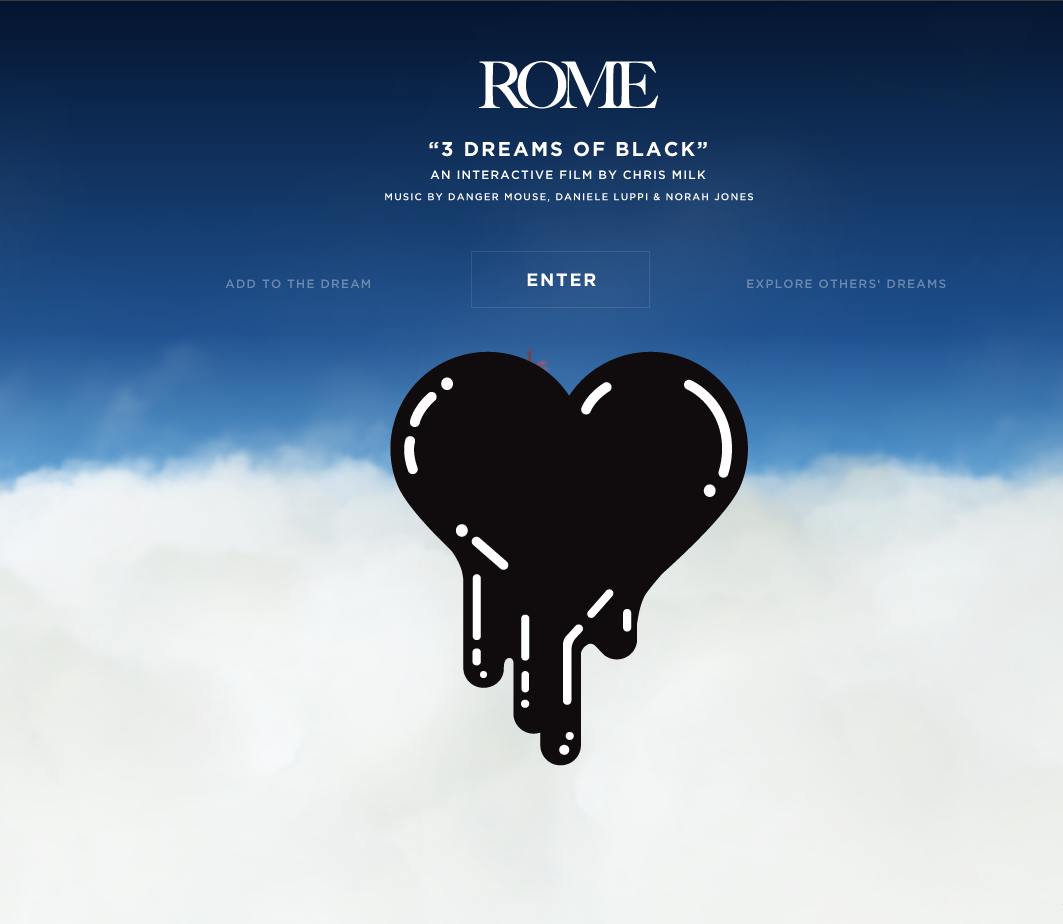 ROME
“3 DREAMS OF BLACK”
AN INTERACTIVE FILM BY CHRIS MILK
MUSIC BY DANGER MOUSE, DANIELE LUPPI & NORAH JONES
ADD TO THE DREAM
ENTER
EXPLORE OTHERS' DREAMS